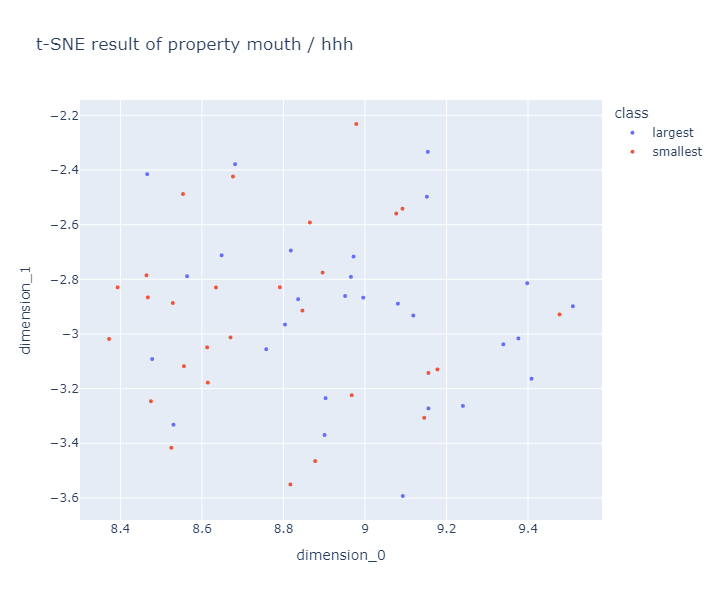 t-SNE result of property mouth / hhh
class
largest
smallest
−2.2
−2.4
−2.6
−2.8
−3
−3.2
−3.4
−3.6
dimension_1
8.4
8.6
8.8
9
9.2
9.4
dimension_0